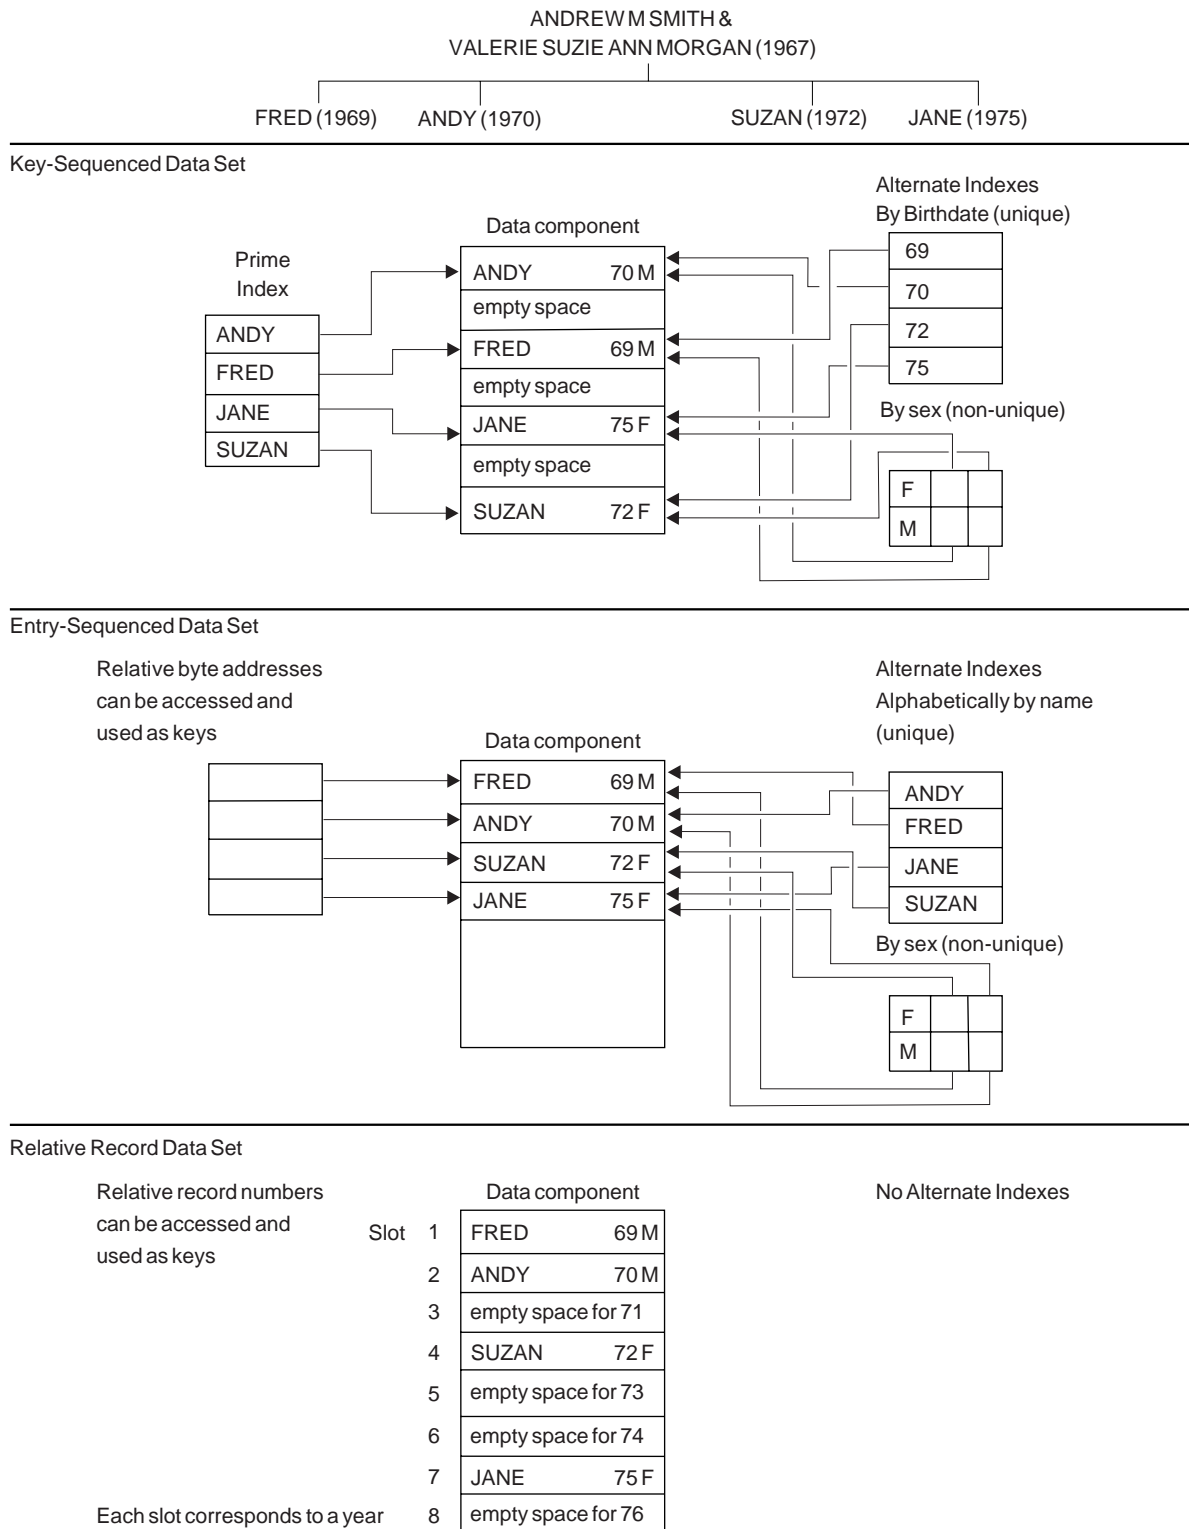 ANDREW M SMITH &
VALERIE SUZIE ANN MORGAN (1967)
FRED (1969) ANDY (1970) SUZAN (1972) JANE (1975)
Key-Sequenced Data Set
Alternate Indexes
By Birthdate (unique)
Data component
Prime
Index
ANDY
FRED
JANE
SUZAN
ANDY 70 M
empty space
FRED 69 M
empty space
JANE 75 F
empty space
SUZAN 72 F
69
70
72
75
By sex (non-unique)
F
M
Entry-Sequenced Data Set
Relative byte addresses
can be accessed and
used as keys
Data component
FRED 69 M
ANDY 70 M
SUZAN 72 F
JANE 75 F
Alternate Indexes
Alphabetically by name
(unique)
ANDY
FRED
JANE
SUZAN
By sex (non-unique)
F
M
Relative Record Data Set
Relative record numbers
can be accessed and
used as keys
Data component
No Alternate Indexes
Slot 1 FRED 69 M
2 ANDY 70 M
3 empty space for 71
4 SUZAN 72 F
5 empty space for 73
6 empty space for 74
7 JANE 75 F
Each slot corresponds to a year 8 empty space for 76